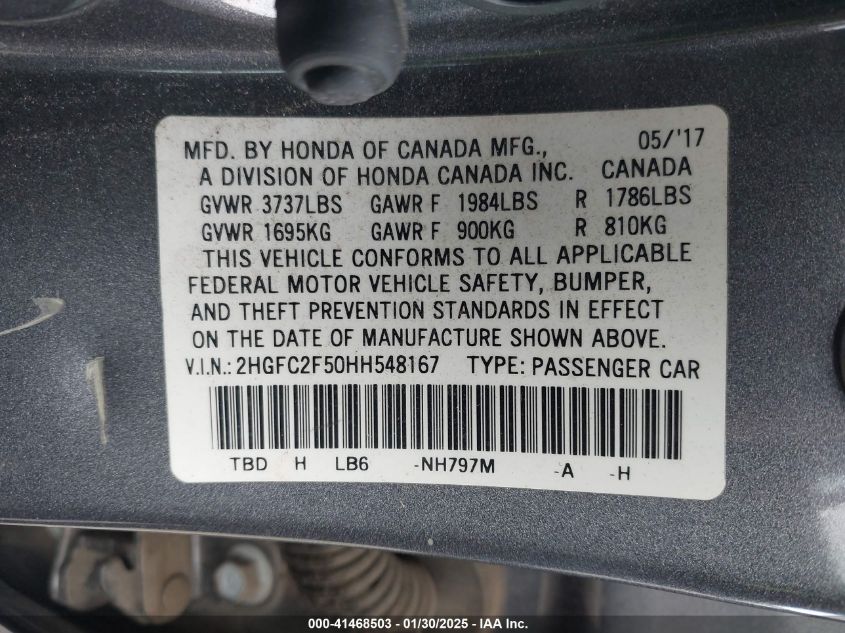 MFD. BY HONDA OF CANADA MFG., 05/'17
A DIVISION OF HONDA CANADA INC. CANADA
GVWR 3737LBS GAWR F 1984LBS R 1786LBS
GVWR 1695KG GAWR F 900KG R 810KG
THIS VEHICLE CONFORMS TO ALL APPLICABLE
FEDERAL MOTOR VEHICLE SAFETY, BUMPER,
AND THEFT PREVENTION STANDARDS IN EFFECT
ON THE DATE OF MANUFACTURE SHOWN ABOVE.
V.I.N.: 2HGFC2F50HH548167 TYPE: PASSENGER CAR
TBD H LB6 -NH797M -A -H
000-41468503 - 01/30/2025 - IAA Inc.